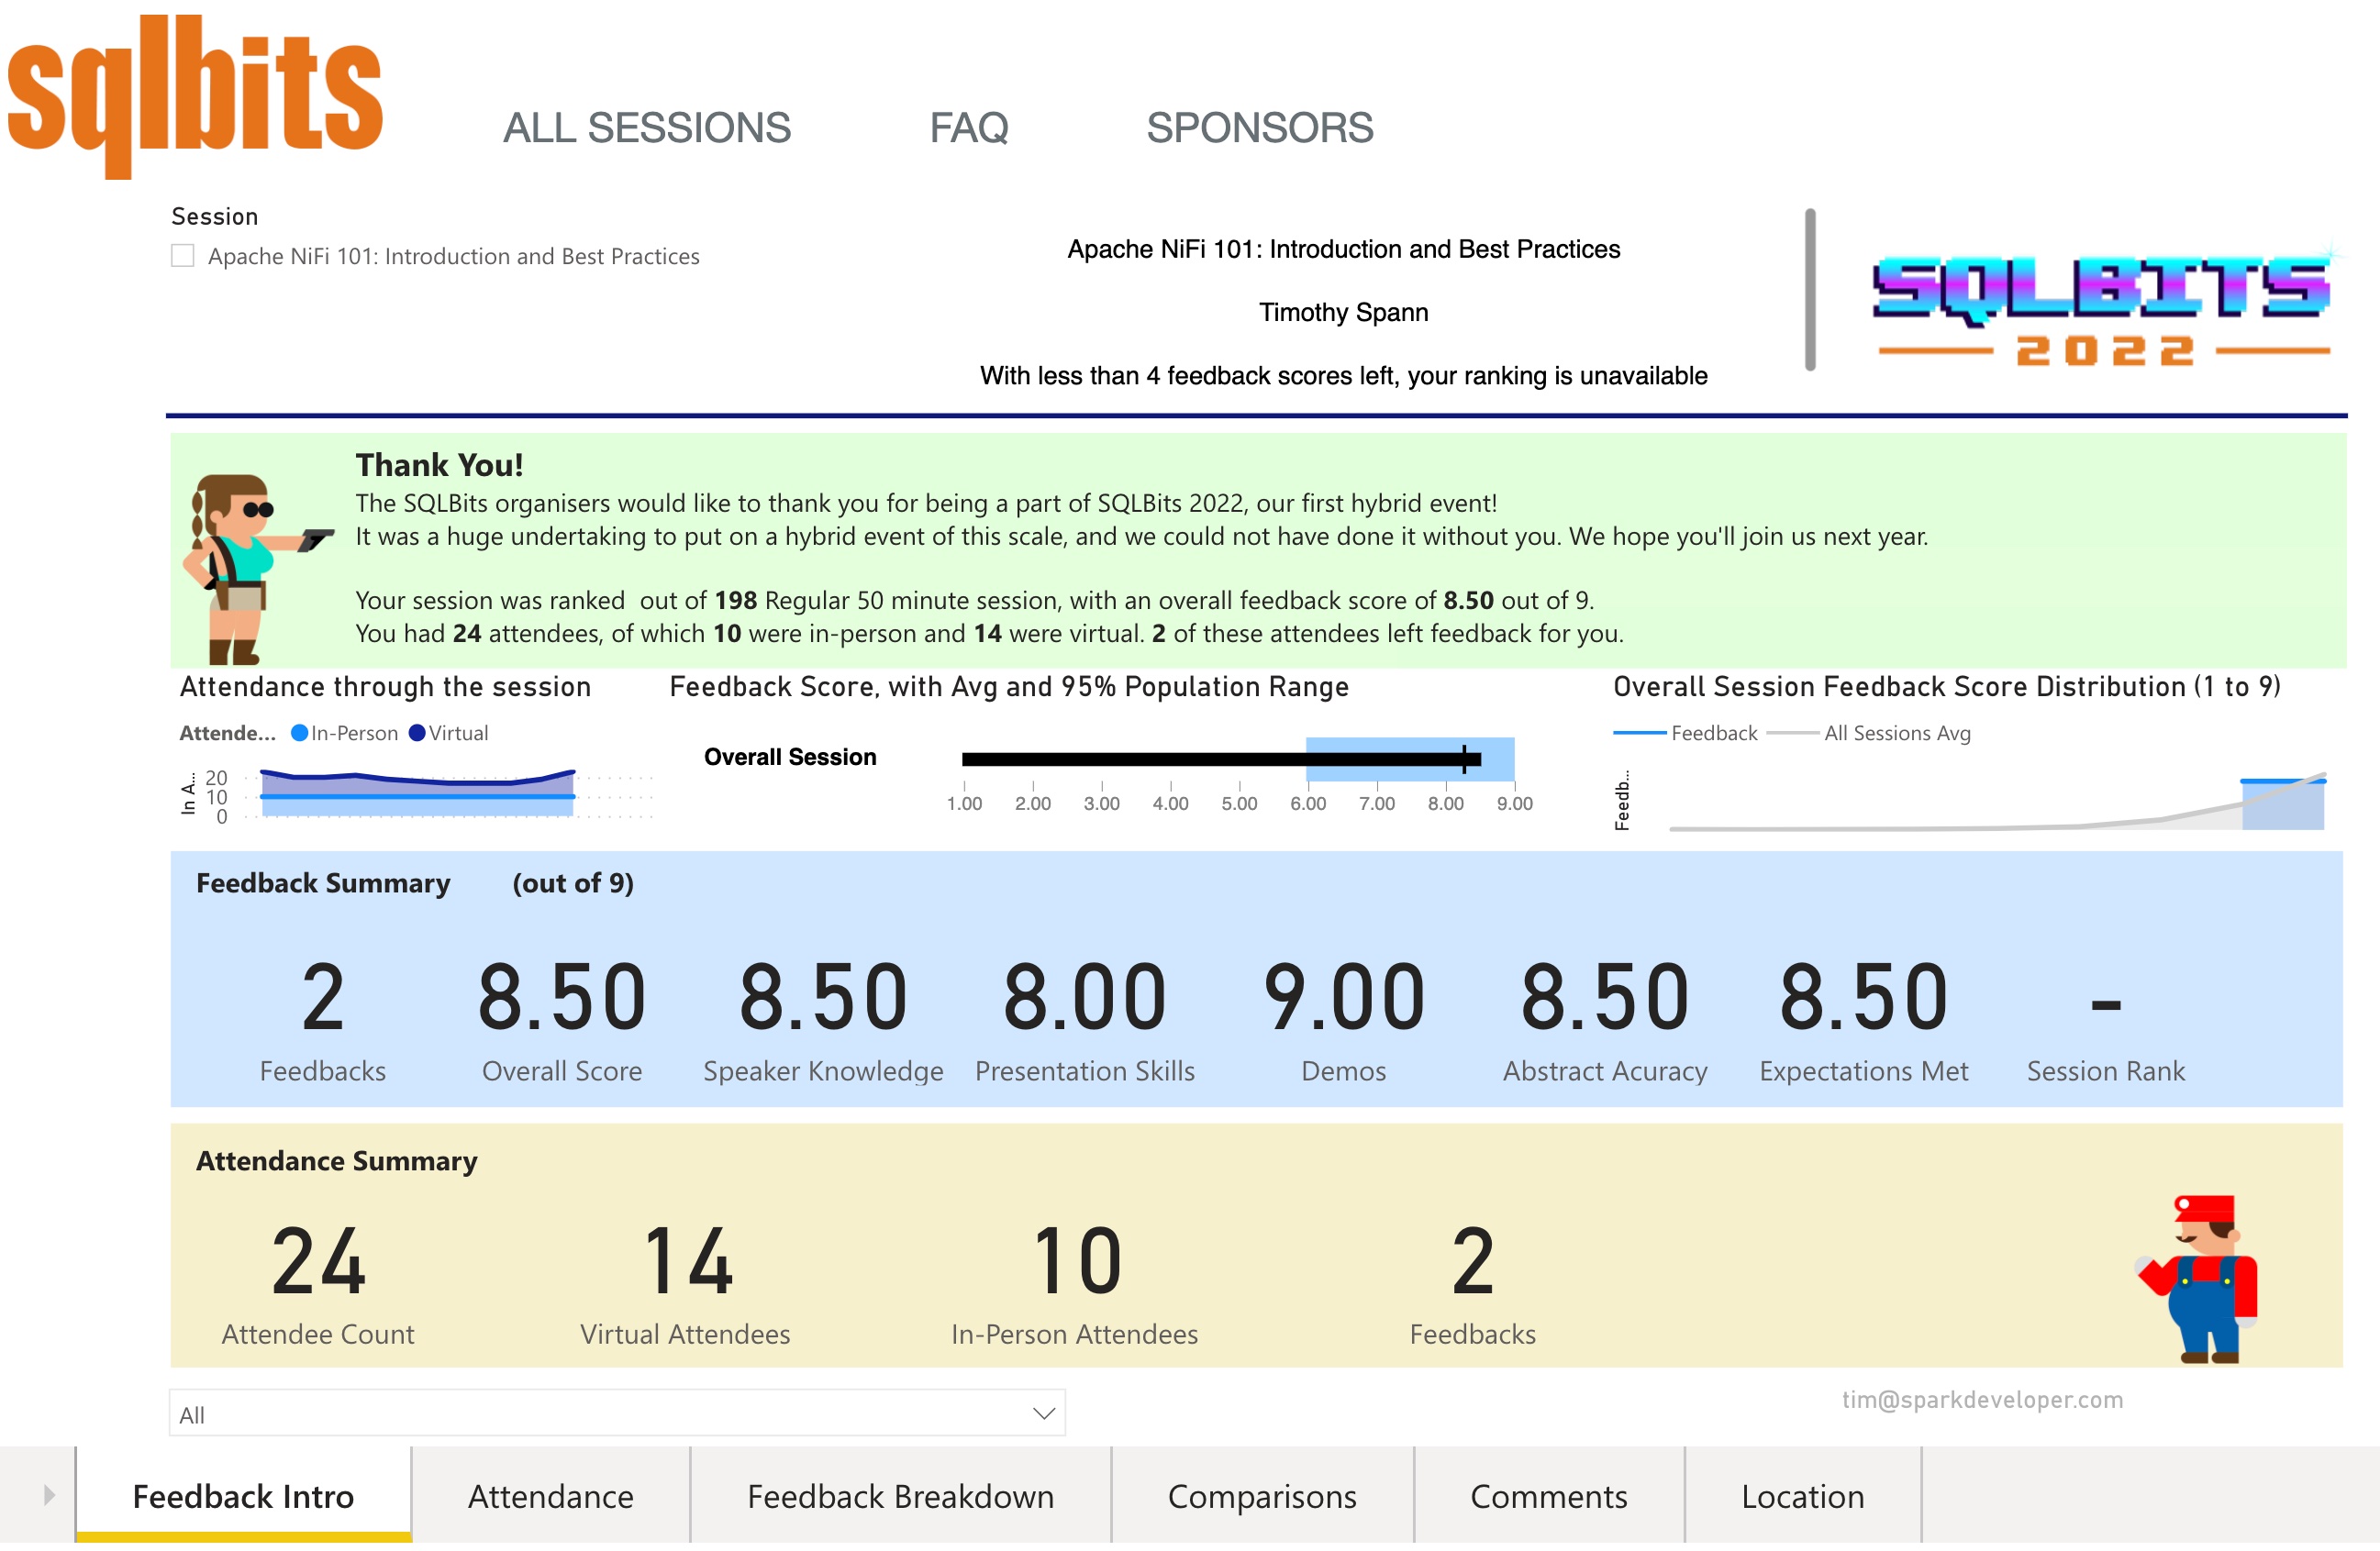 sqlbits
ALL SESSIONS FAQ SPONSORS
Session
Apache NiFi 101: Introduction and Best Practices
Apache NiFi 101: Introduction and Best Practices
Timothy Spann
With less than 4 feedback scores left, your ranking is unavailable
SQLBITS
2022
Thank You!
The SQLBits organisers would like to thank you for being a part of SQLBits 2022, our first hybrid event!
It was a huge undertaking to put on a hybrid event of this scale, and we could not have done it without you. We hope you'll join us next year.
Your session was ranked out of 198 Regular 50 minute session, with an overall feedback score of 8.50 out of 9.
You had 24 attendees, of which 10 were in-person and 14 were virtual. 2 of these attendees left feedback for you.
Attendance through the session
Attende... In-Person Virtual
In A...
20
10
0
Feedback Score, with Avg and 95% Population Range
Overall Session
1.00 2.00 3.00 4.00 5.00 6.00 7.00 8.00 9.00
Overall Session Feedback Score Distribution (1 to 9)
Feedback All Sessions Avg
Feedb...
Feedback Summary (out of 9)
2 8.50 8.50 8.00 9.00 8.50 8.50 -
Feedbacks Overall Score Speaker Knowledge Presentation Skills Demos Abstract Acuracy Expectations Met Session Rank
Attendance Summary
24 14 10 2
Attendee Count Virtual Attendees In-Person Attendees Feedbacks
All
tim@sparkdeveloper.com
Feedback Intro Attendance Feedback Breakdown Comparisons Comments Location